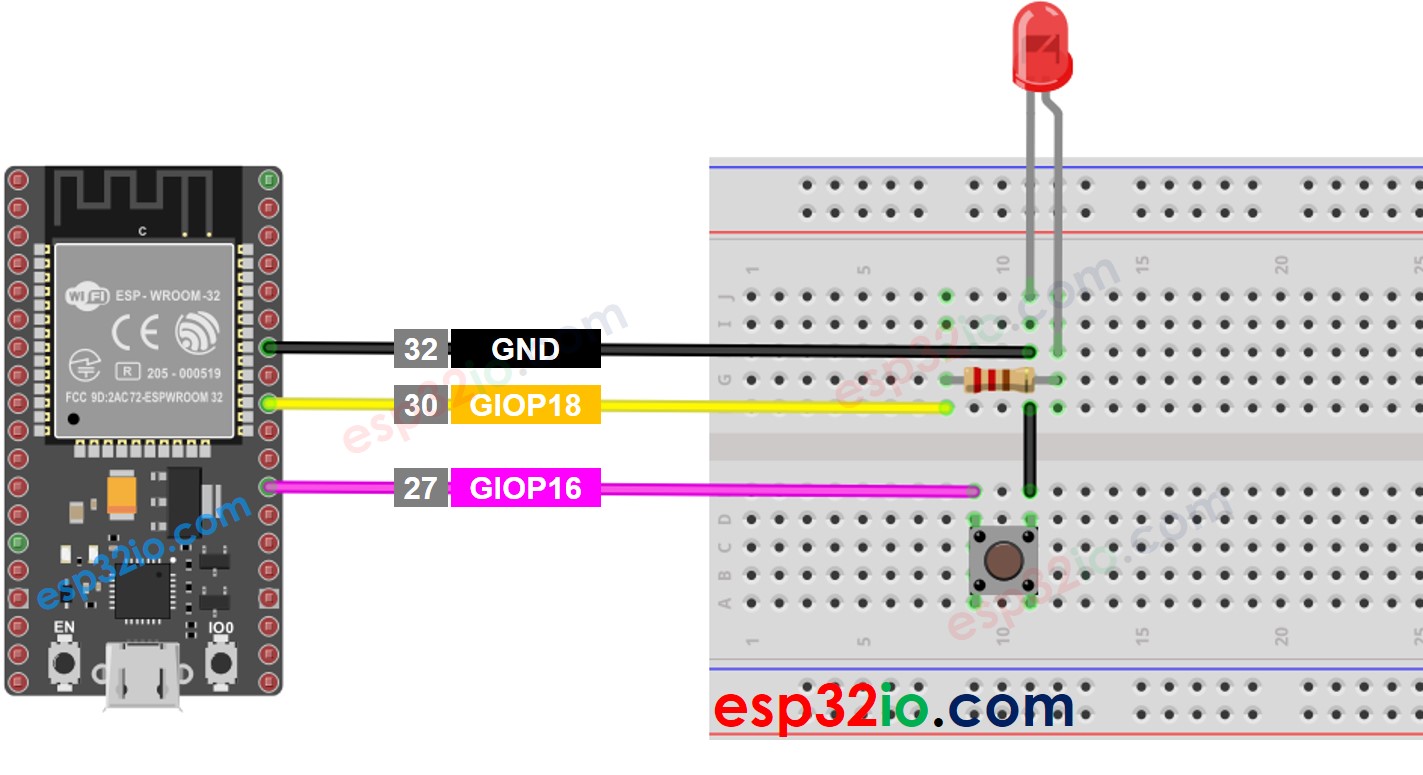 C
WiFi ESP - WROOM -32
CE
R 205 - 000519
FCC 9D:2AC72-ESPWROOM 32
EN
IO0
esp32io.com
32 GND
30 GIOP18
27 GIOP16
esp32io.com
1 5 10 15 20 25
J
I
G
esp32io.com
D
C
B
A
1 5 10 15 20 25
esp32io.com
esp32io.com